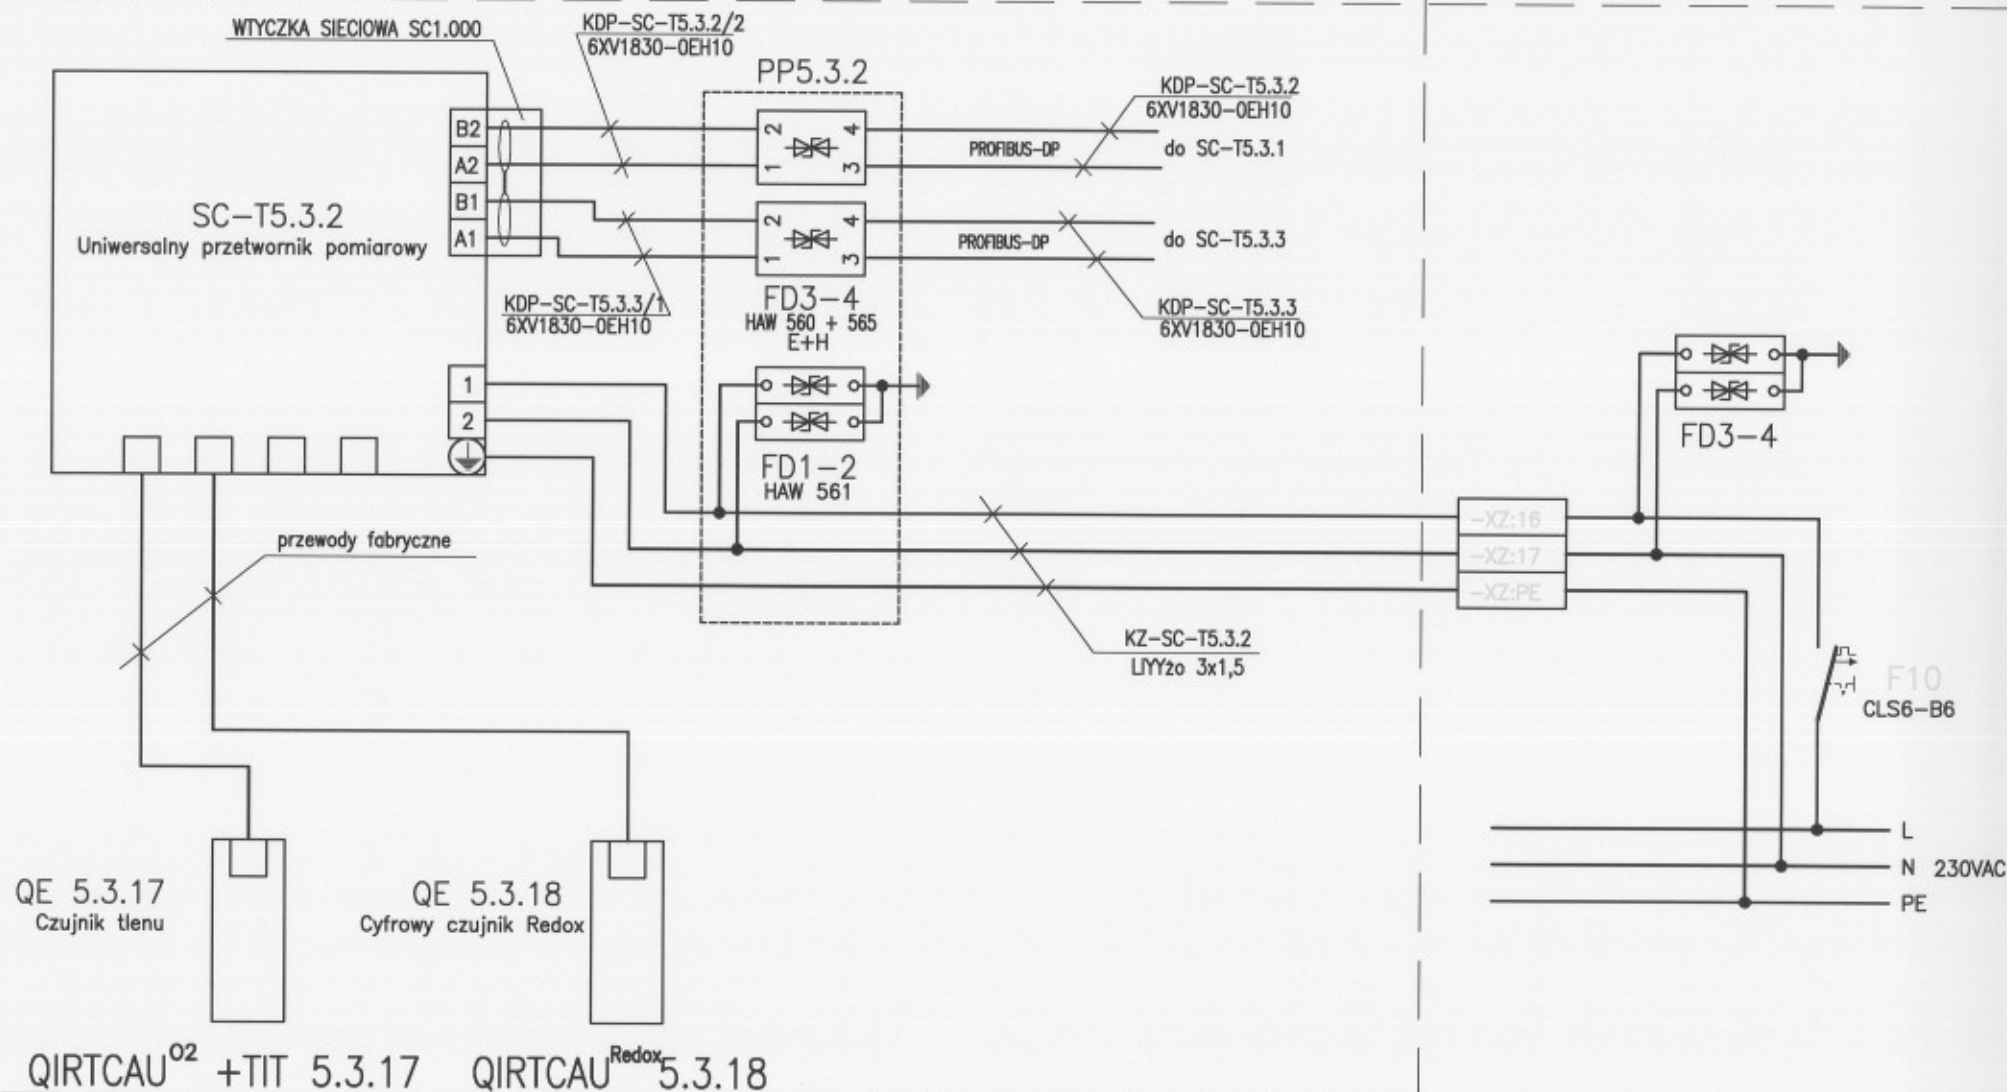 WTYCZKA SIECIOWA SC1.000
KDP-SC-T5.3.2/2
6XV1830-0EH10
PP5.3.2
KDP-SC-T5.3.2
6XV1830-0EH10
B2
A2
B1
A1
2
4
1
3
PROFIBUS-DP
do SC-T5.3.1
SC-T5.3.2
Uniwersalny przetwornik pomiarowy
2
4
1
3
PROFIBUS-DP
do SC-T5.3.3
KDP-SC-T5.3.3/1
6XV1830-0EH10
FD3-4
HAW 560 + 565
E+H
KDP-SC-T5.3.3
6XV1830-0EH10
1
2
FD1-2
HAW 561
FD3-4
przewody fabryczne
-XZ:16
-XZ:17
-XZ:PE
KZ-SC-T5.3.2
LIYYżo 3x1,5
F10
CLS6-B6
L
N 230VAC
PE
QE 5.3.17
Czujnik tlenu
QE 5.3.18
Cyfrowy czujnik Redox
QIRTCAU O2 +TIT 5.3.17
QIRTCAU Redox 5.3.18